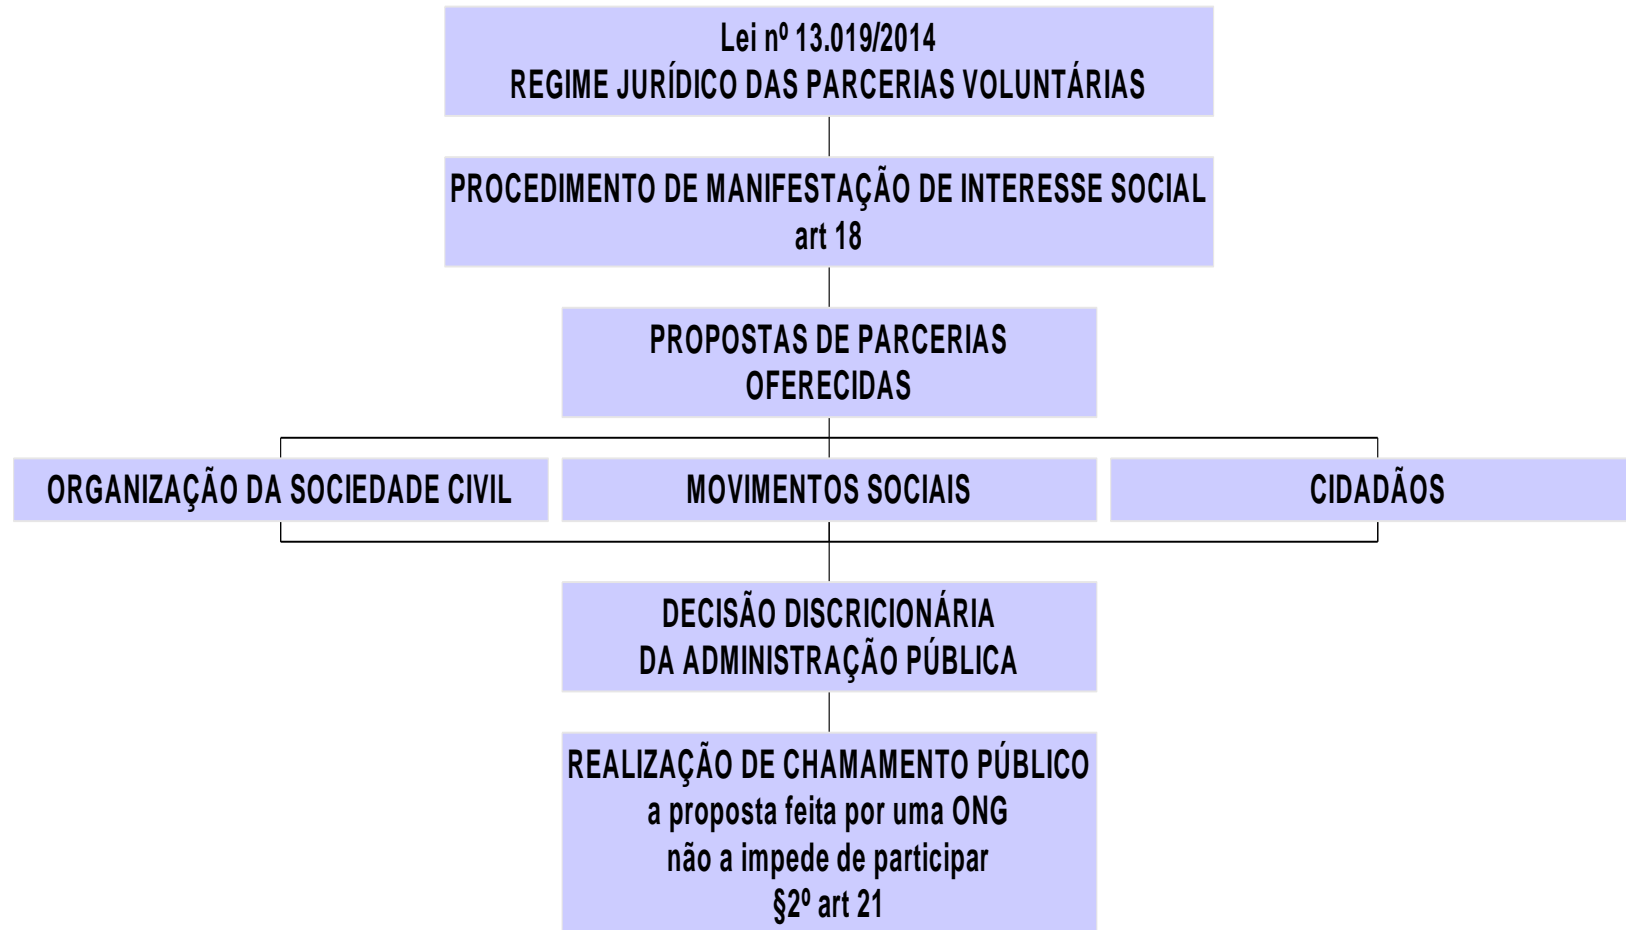 Lei nº 13.019/2014
REGIME JURÍDICO DAS PARCERIAS VOLUNTÁRIAS
PROCEDIMENTO DE MANIFESTAÇÃO DE INTERESSE SOCIAL
art 18
PROPOSTAS DE PARCERIAS
OFERECIDAS
ORGANIZAÇÃO DA SOCIEDADE CIVIL
MOVIMENTOS SOCIAIS
CIDADÃOS
DECISÃO DISCRICIONÁRIA
DA ADMINISTRAÇÃO PÚBLICA
REALIZAÇÃO DE CHAMAMENTO PÚBLICO
a proposta feita por uma ONG
não a impede de participar
§2º art 21